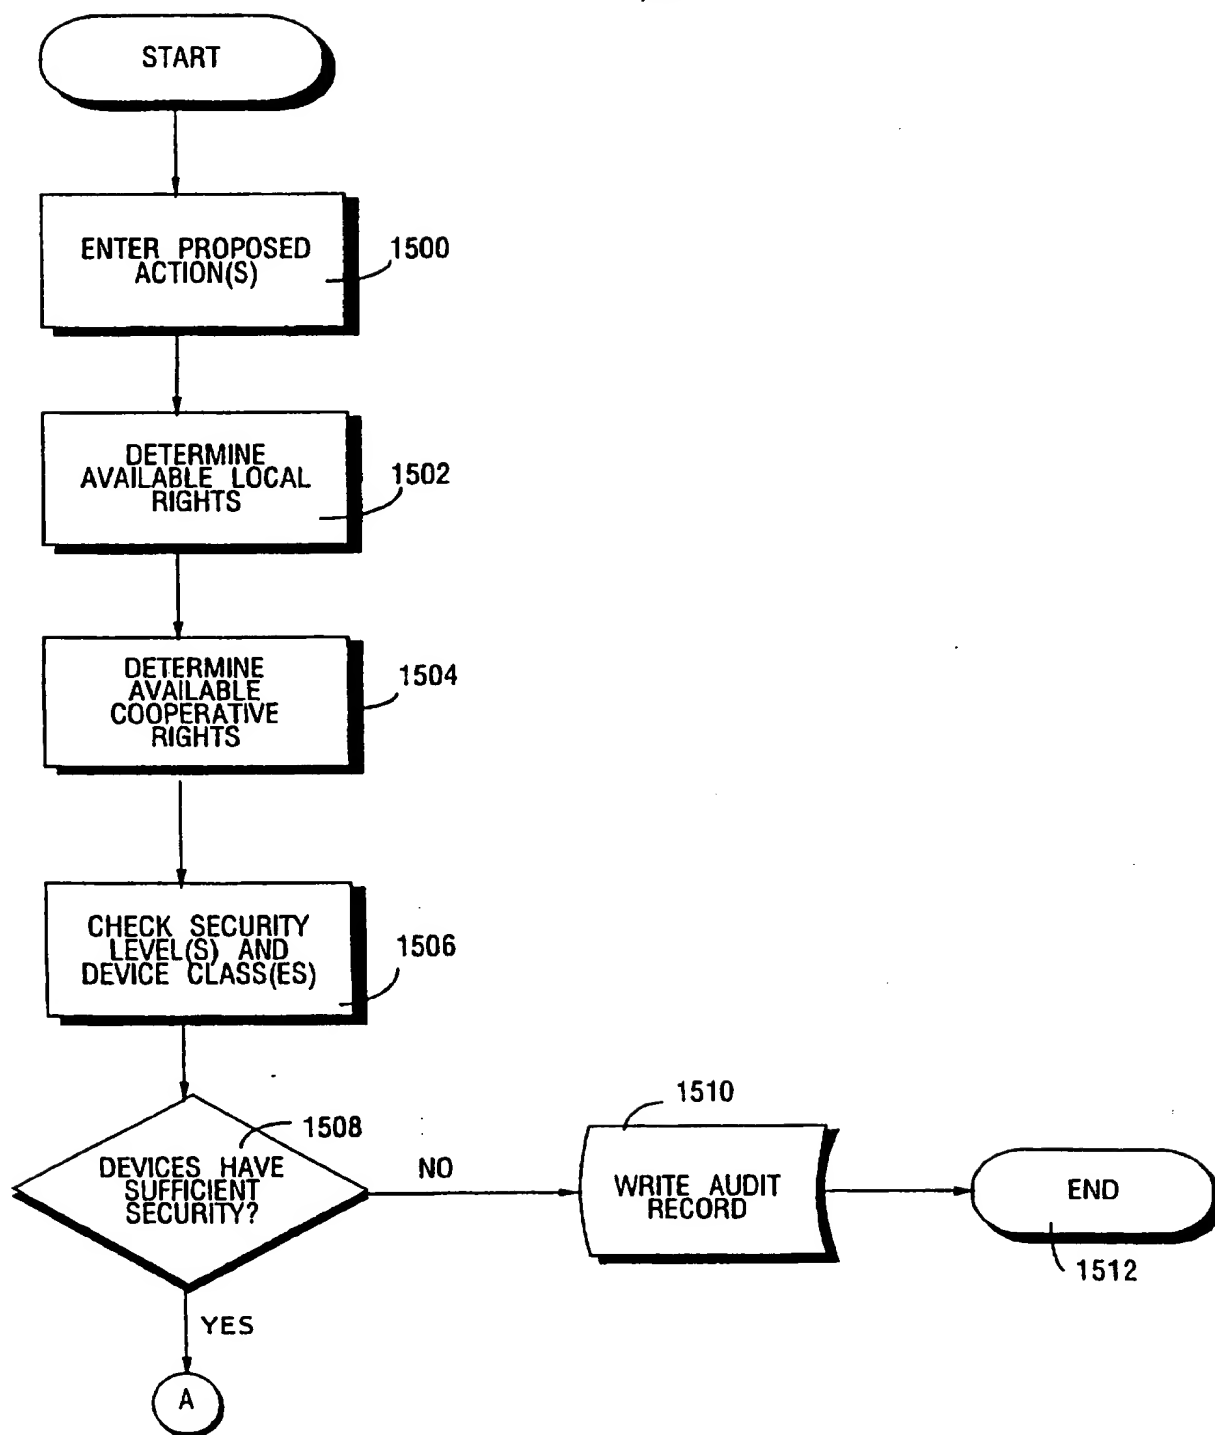 START
ENTER PROPOSED
ACTION(S)
1500
DETERMINE
AVAILABLE LOCAL
RIGHTS
1502
DETERMINE
AVAILABLE
COOPERATIVE
RIGHTS
1504
CHECK SECURITY
LEVEL(S) AND
DEVICE CLASS(ES)
1506
1508
DEVICES HAVE
SUFFICIENT
SECURITY?
NO
1510
WRITE AUDIT
RECORD
END
1512
YES
A